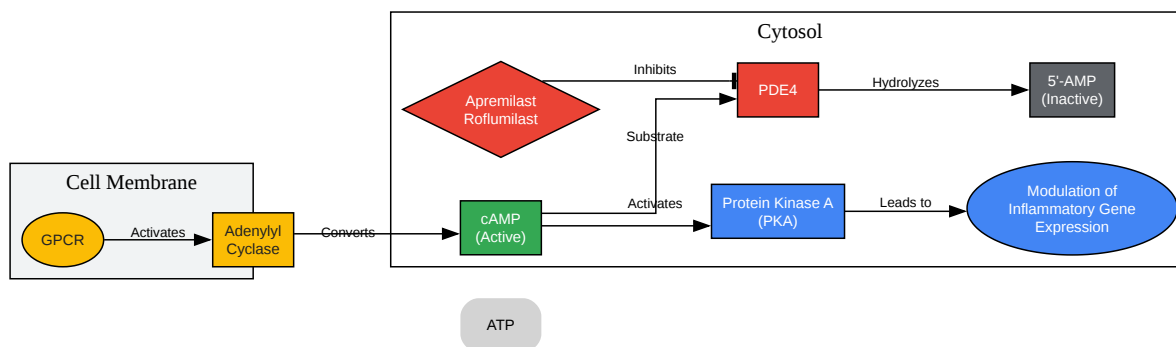 Cytosol
Inhibits
Apremilast
Roflumilast
PDE4
Hydrolyzes
5'-AMP
(Inactive)
Substrate
Cell Membrane
GPCR
Activates
Adenylyl
Cyclase
Converts
cAMP
(Active)
Activates
Protein Kinase A
(PKA)
Leads to
Modulation of
Inflammatory Gene
Expression
ATP